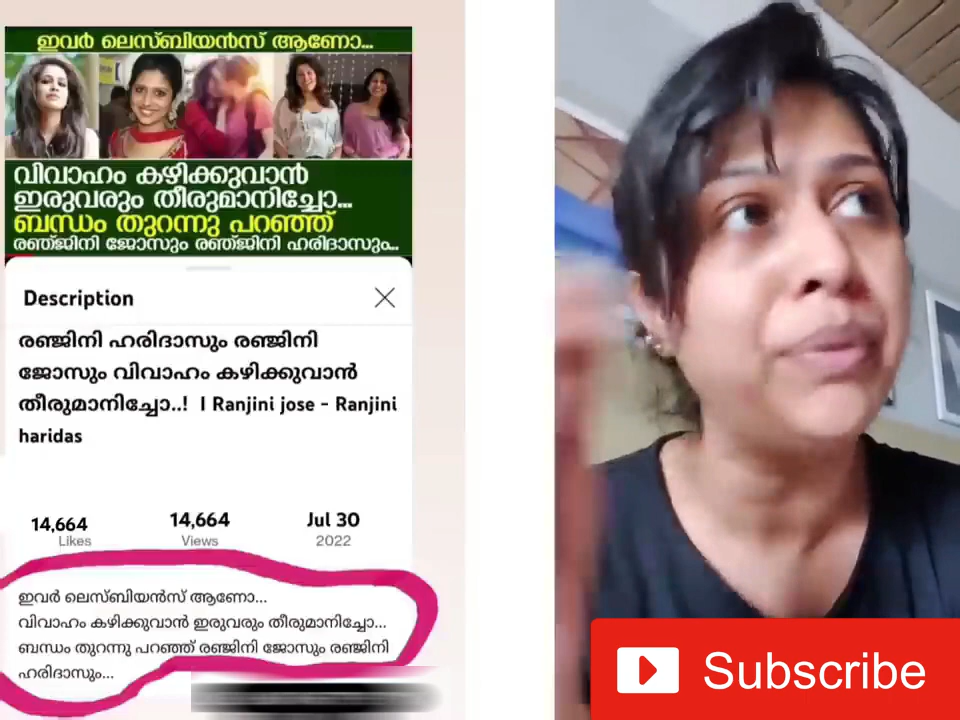 ഇവർ ലെസ്ബിയൻസ് ആണോ...
വിവാഹം കഴിക്കുവാൻ
ഇരുവരും തീരുമാനിച്ചോ...
ബന്ധം തുറന്നു പറഞ്ഞ്
രഞ്ജിനി ജോസും രഞ്ജിനി ഹരിദാസും...
Description
രഞ്ജിനി ഹരിദാസും രഞ്ജിനി
ജോസും വിവാഹം കഴിക്കുവാൻ
തീരുമാനിച്ചോ..! I Ranjini jose - Ranjini
haridas
14,664 14,664 Jul 30
Likes Views 2022
ഇവർ ലെസ്ബിയൻസ് ആണോ...
വിവാഹം കഴിക്കുവാൻ ഇരുവരും തീരുമാനിച്ചോ...
ബന്ധം തുറന്നു പറഞ്ഞ് രഞ്ജിനി ജോസും രഞ്ജിനി
ഹരിദാസും...
Subscribe